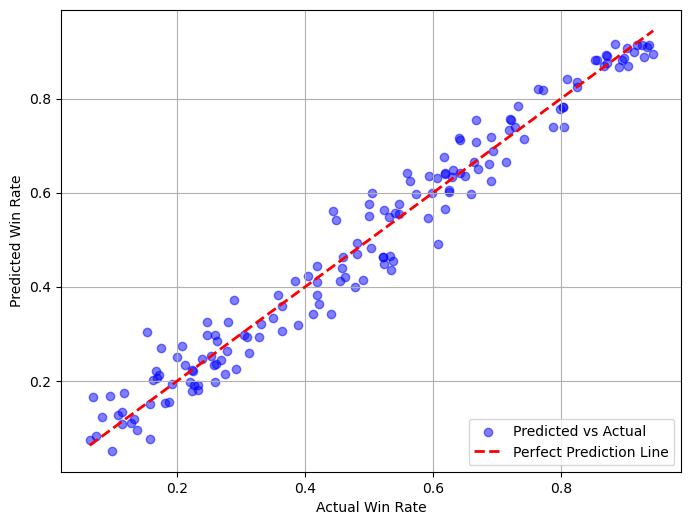 Predicted Win Rate
0.8
0.6
0.4
0.2
Predicted vs Actual
Perfect Prediction Line
0.2 0.4 0.6 0.8
Actual Win Rate